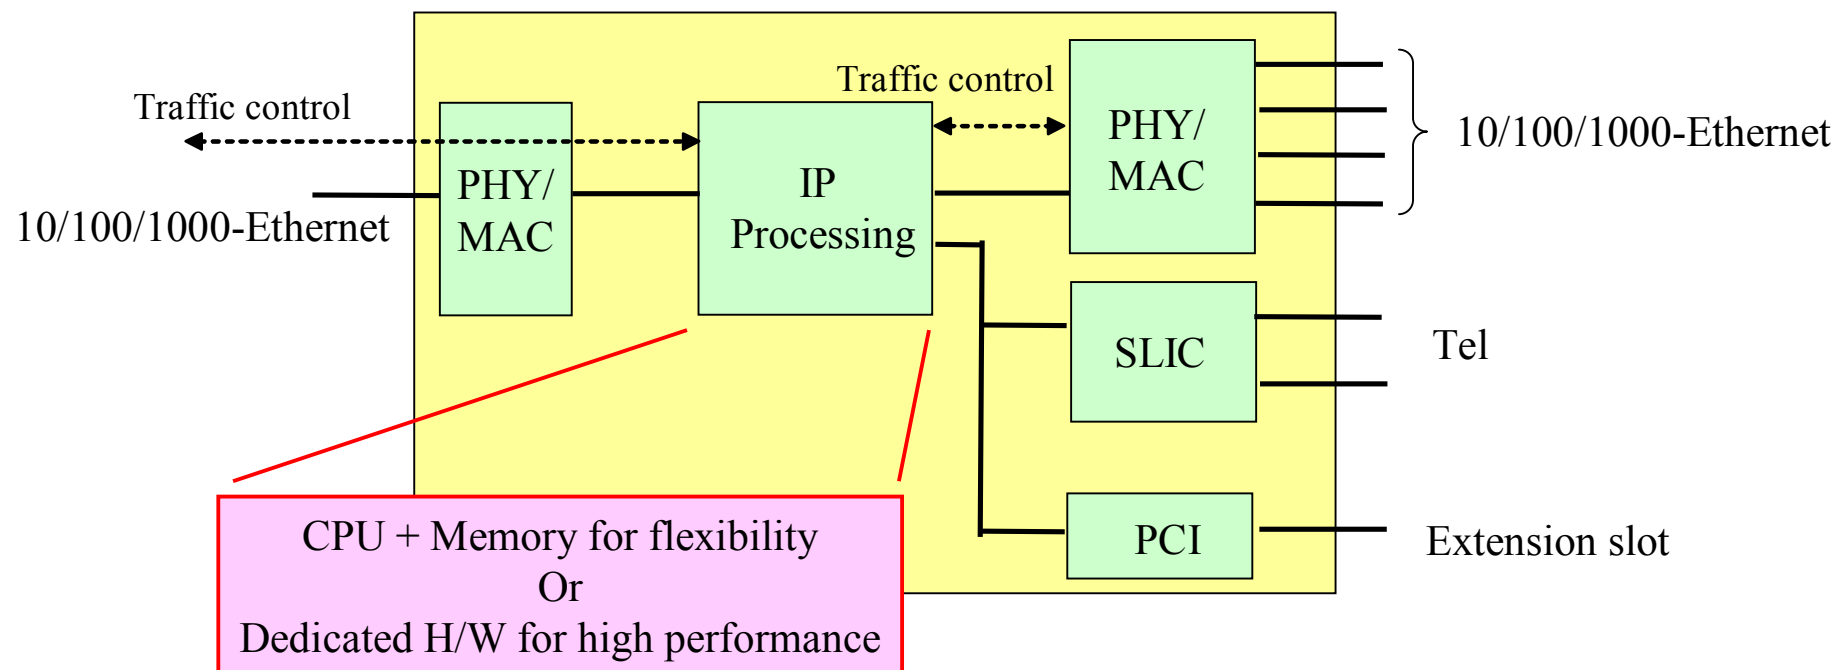 Traffic control
10/100/1000-Ethernet
PHY/
MAC
IP
Processing
Traffic control
PHY/
MAC
10/100/1000-Ethernet
SLIC
Tel
PCI
Extension slot
CPU + Memory for flexibility
Or
Dedicated H/W for high performance